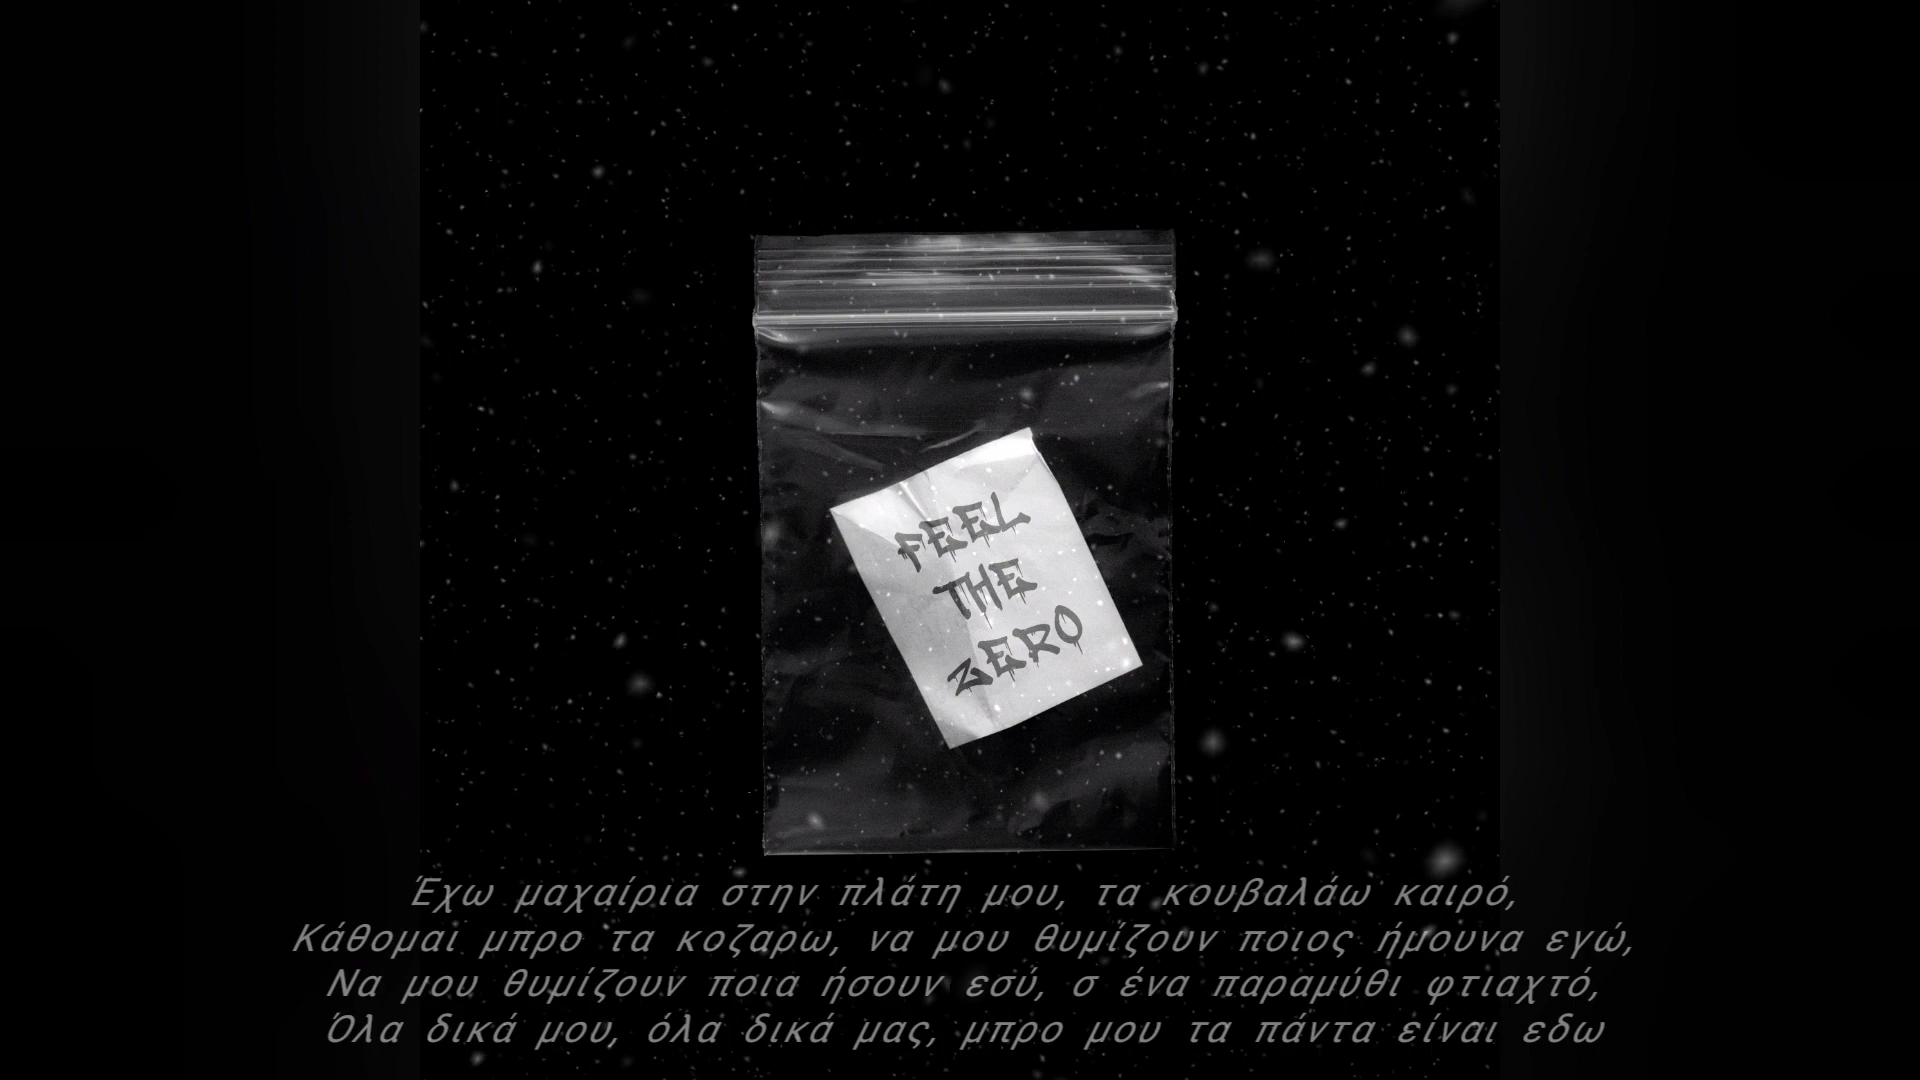 FEEL
THE
ZERO
Έχω μαχαίρια στην πλάτη μου, τα κουβαλάω καιρό,
Κάθομαι μπρο τα κοζαρω, να μου θυμίζουν ποιος ήμουνα εγώ,
Να μου θυμίζουν ποια ήσουν εσύ, σ ένα παραμύθι φτιαχτό,
Όλα δικά μου, όλα δικά μας, μπρο μου τα πάντα είναι εδω